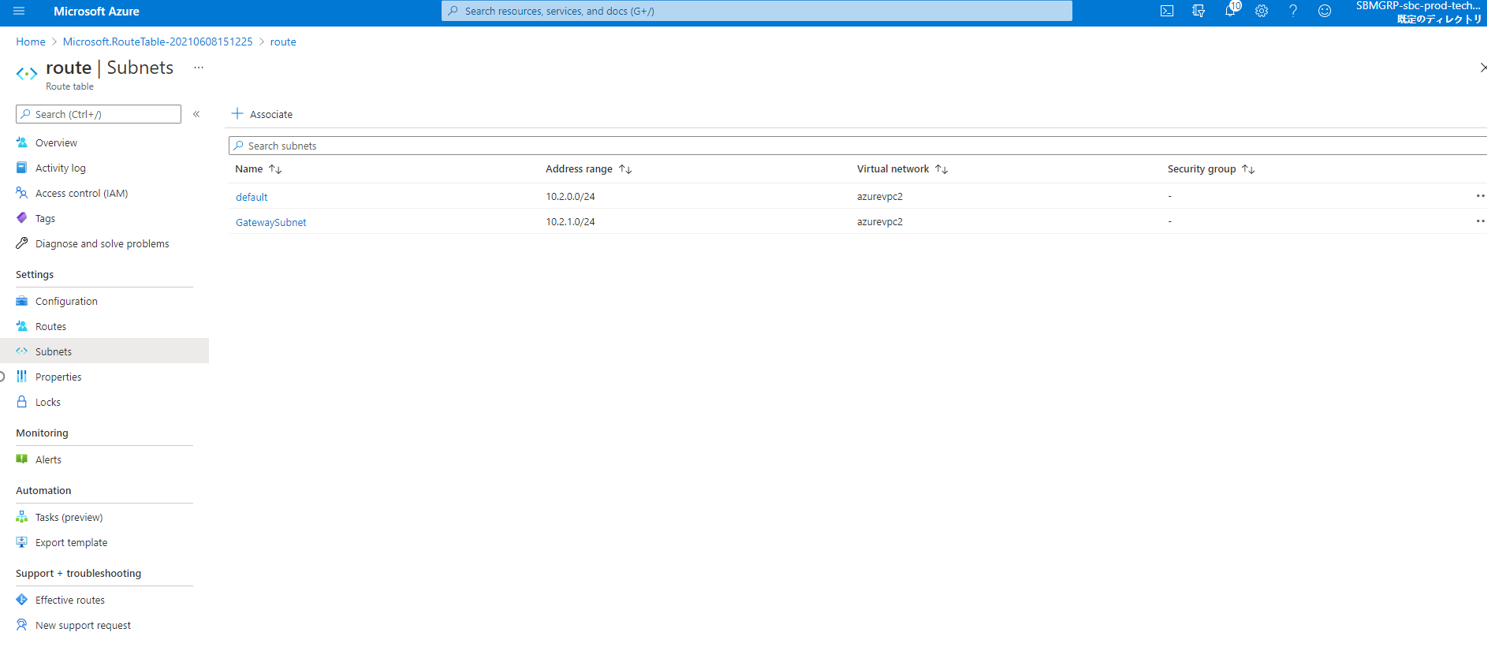 Microsoft Azure
Search resources, services, and docs (G+/)
10
SBMGRP-sbc-prod-tech...
既定のディレクトリ
Home > Microsoft.RouteTable-20210608151225 > route
route | Subnets ...
Route table
Search (Ctrl+/) «
Overview
Activity log
Access control (IAM)
Tags
Diagnose and solve problems
Settings
Configuration
Routes
Subnets
Properties
Locks
Monitoring
Alerts
Automation
Tasks (preview)
Export template
Support + troubleshooting
Effective routes
New support request
+ Associate
Search subnets
Name ↑↓ Address range ↑↓ Virtual network ↑↓ Security group ↑↓
default 10.2.0.0/24 azurevpc2 -
GatewaySubnet 10.2.1.0/24 azurevpc2 -